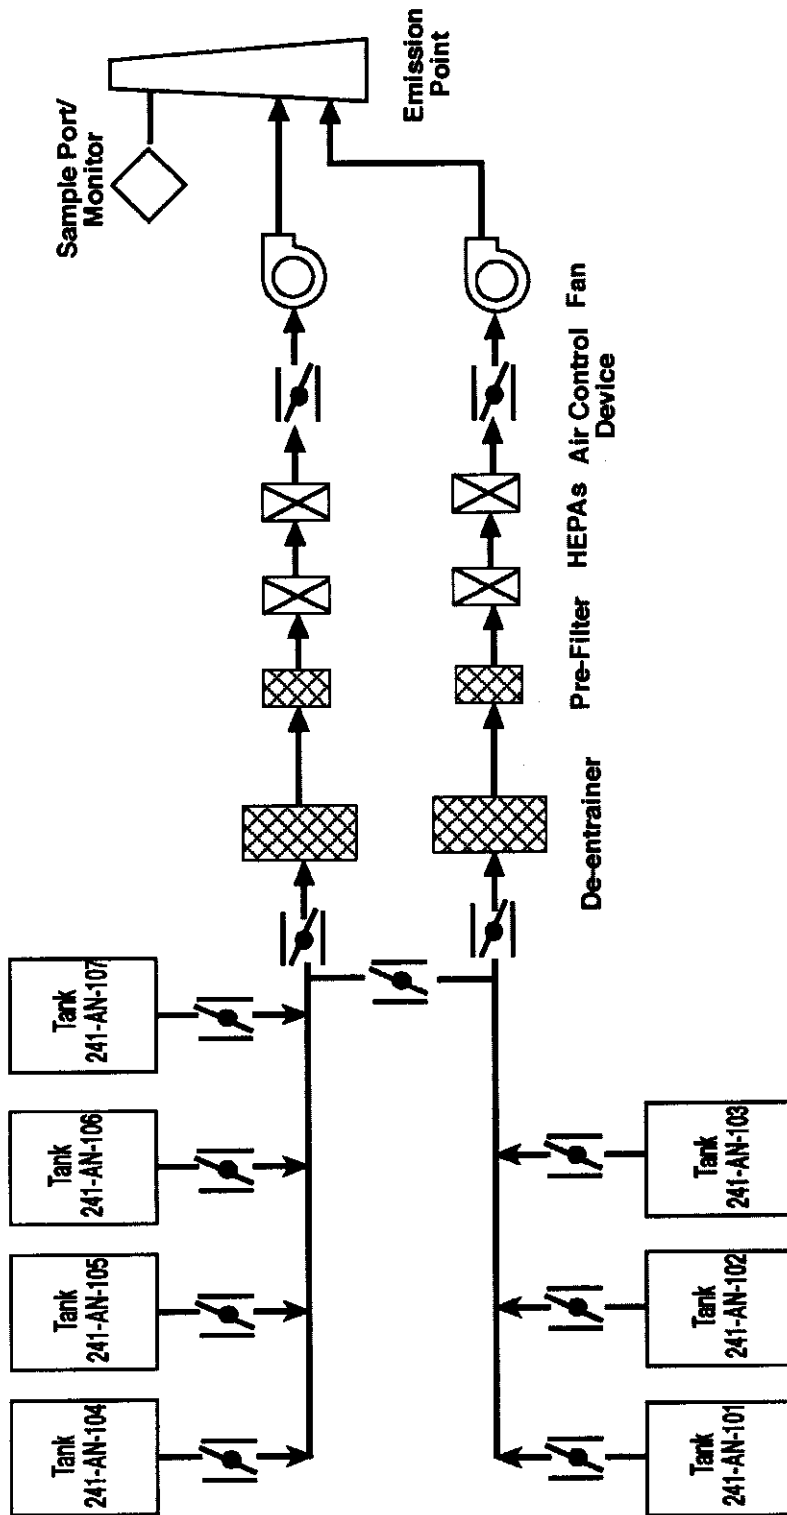 Tank
241-AN-104
Tank
241-AN-105
Tank
241-AN-106
Tank
241-AN-107
Sample Port/
Monitor
Emission
Point
Tank
241-AN-101
Tank
241-AN-102
Tank
241-AN-103
De-entrainer
Pre-Filter
HEPAs
Air Control
Device
Fan